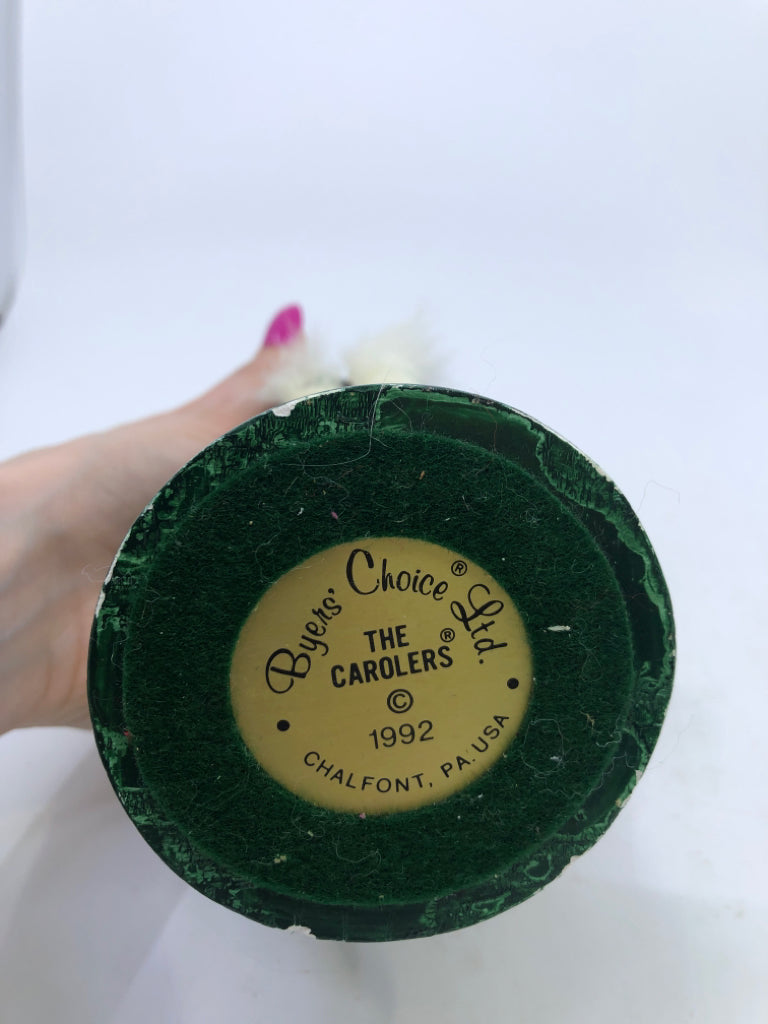 Byers' Choice® Ltd.
THE
CAROLERS®
©
1992
CHALFONT, PA. USA